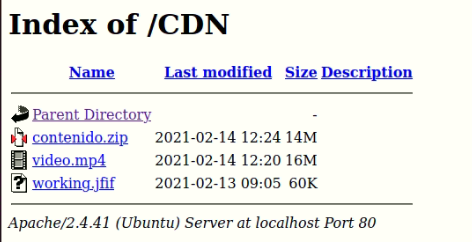 Index of /CDN
Name Last modified Size Description
Parent Directory -
contenido.zip 2021-02-14 12:24 14M
video.mp4 2021-02-14 12:20 16M
working.jfif 2021-02-13 09:05 60K
Apache/2.4.41 (Ubuntu) Server at localhost Port 80